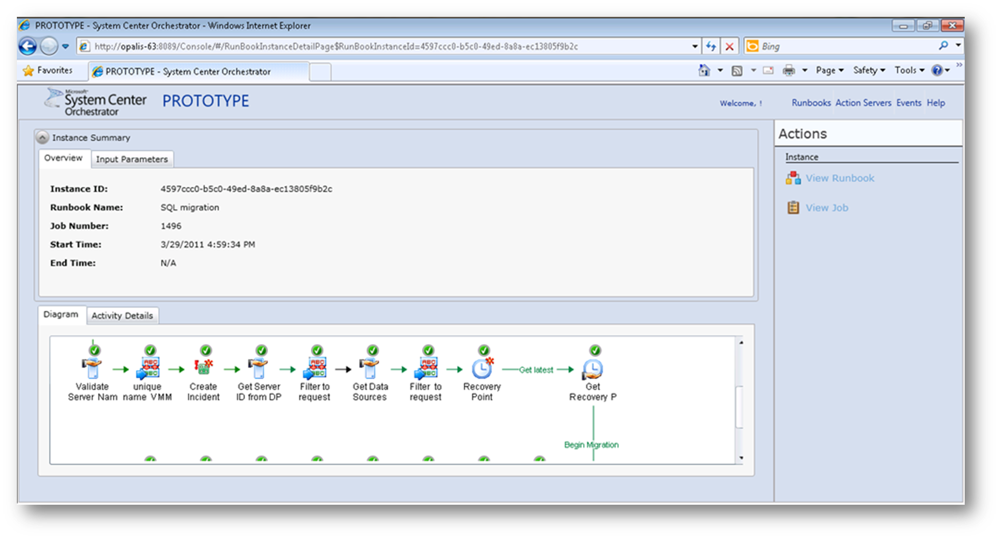 PROTOTYPE - System Center Orchestrator - Windows Internet Explorer
http://opalis-63:8089/Console/#/RunBookInstanceDetailPage$RunBookInstanceId=4597ccc0-b5c0-49ed-8a8a-ec13805f9b2c
Bing
Favorites
PROTOTYPE - System Center Orchestrator
Page
Safety
Tools
Microsoft
System Center
Orchestrator
PROTOTYPE
Welcome, !
Runbooks Action Servers Events Help
Instance Summary
Overview
Input Parameters
Instance ID: 4597ccc0-b5c0-49ed-8a8a-ec13805f9b2c
Runbook Name: SQL migration
Job Number: 1496
Start Time: 3/29/2011 4:59:34 PM
End Time: N/A
Actions
Instance
View Runbook
View Job
Diagram
Activity Details
Validate
Server Nam
unique
name VMM
Create
Incident
Get Server
ID from DP
Filter to
request
Get Data
Sources
Filter to
request
Recovery
Point
Get latest
Get
Recovery P
Begin Migration